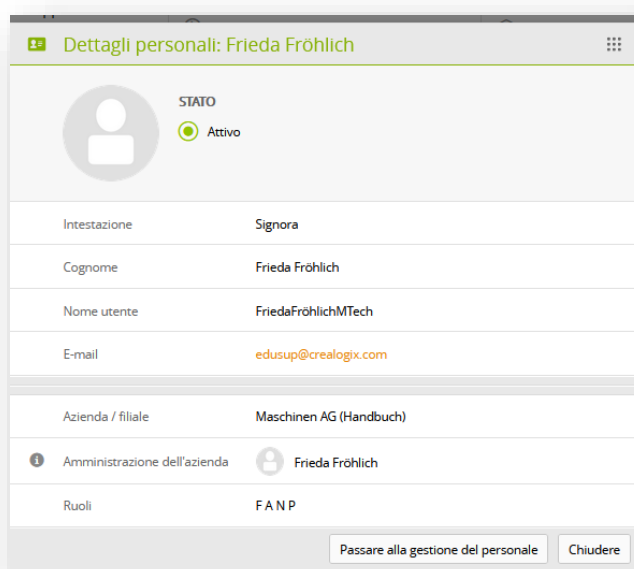 Dettagli personali: Frieda Fröhlich
STATO
Attivo
Intestazione Signora
Cognome Frieda Fröhlich
Nome utente FriedaFröhlichMTech
E-mail edusup@crealogix.com
Azienda / filiale Maschinen AG (Handbuch)
Amministrazione dell'azienda Frieda Fröhlich
Ruoli F A N P
Passare alla gestione del personale Chiudere